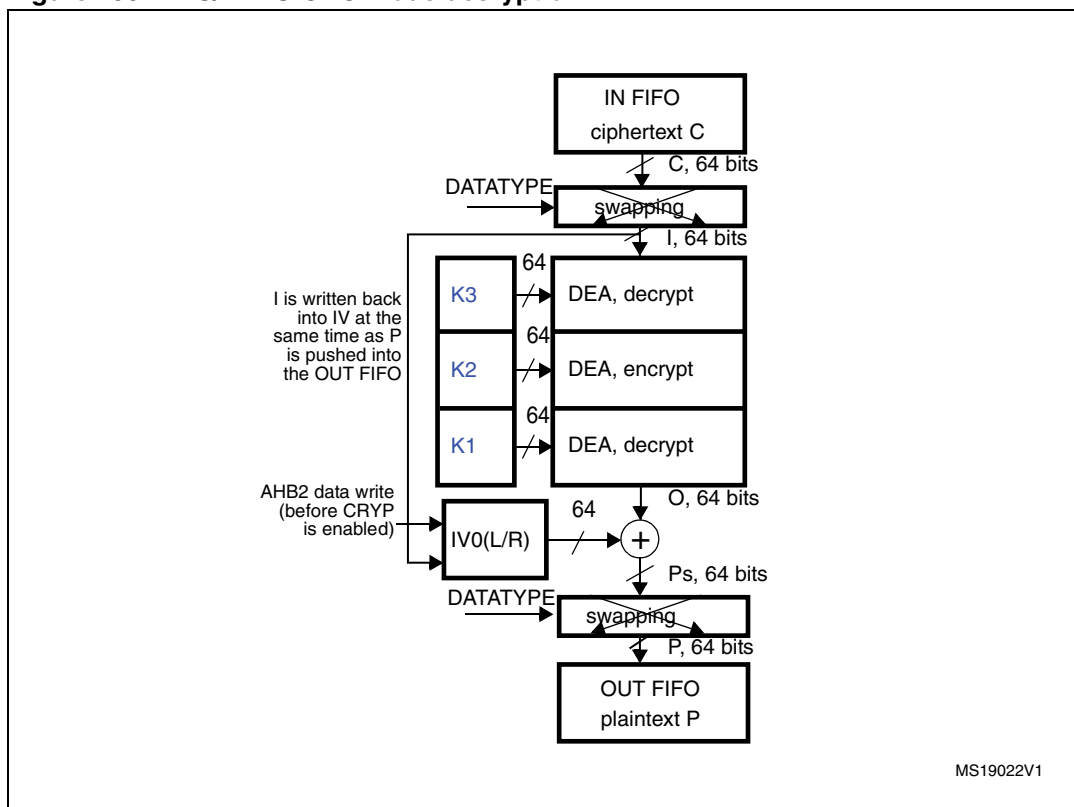 IN FIFO
ciphertext C
C, 64 bits
DATATYPE
swapping
I, 64 bits
64
K3
DEA, decrypt
I is written back
into IV at the
same time as P
is pushed into
the OUT FIFO
64
K2
DEA, encrypt
64
K1
DEA, decrypt
O, 64 bits
AHB2 data write
(before CRYP
is enabled)
64
IV0(L/R)
+
Ps, 64 bits
DATATYPE
swapping
P, 64 bits
OUT FIFO
plaintext P
MS19022V1